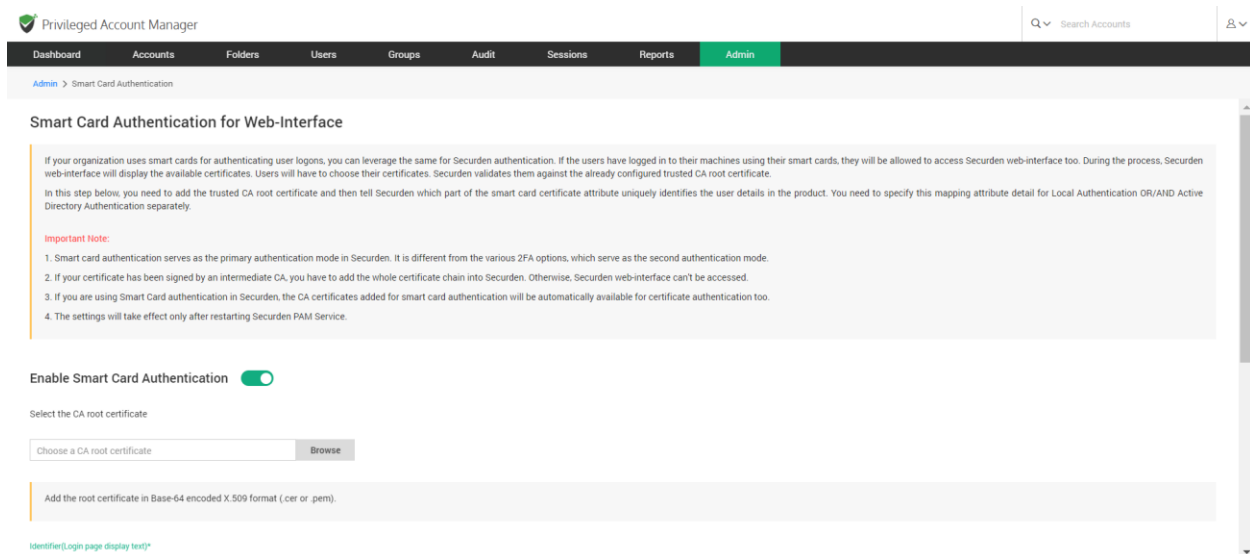 Privileged Account Manager
Search Accounts
Dashboard Accounts Folders Users Groups Audit Sessions Reports Admin
Admin > Smart Card Authentication
Smart Card Authentication for Web-Interface
If your organization uses smart cards for authenticating user logons, you can leverage the same for Securden authentication. If the users have logged in to their machines using their smart cards, they will be allowed to access Securden web-interface too. During the process, Securden
web-interface will display the available certificates. Users will have to choose their certificates. Securden validates them against the already configured trusted CA root certificate.
In this step below, you need to add the trusted CA root certificate and then tell Securden which part of the smart card certificate attribute uniquely identifies the user details in the product. You need to specify this mapping attribute detail for Local Authentication OR/AND Active
Directory Authentication separately.
Important Note:
1. Smart card authentication serves as the primary authentication mode in Securden. It is different from the various 2FA options, which serve as the second authentication mode.
2. If your certificate has been signed by an intermediate CA, you have to add the whole certificate chain into Securden. Otherwise, Securden web-interface can't be accessed.
3. If you are using Smart Card authentication in Securden, the CA certificates added for smart card authentication will be automatically available for certificate authentication too.
4. The settings will take effect only after restarting Securden PAM Service.
Enable Smart Card Authentication
Select the CA root certificate
Choose a CA root certificate Browse
Add the root certificate in Base-64 encoded X.509 format (.cer or .pem).
Identifier(Login page display text)*